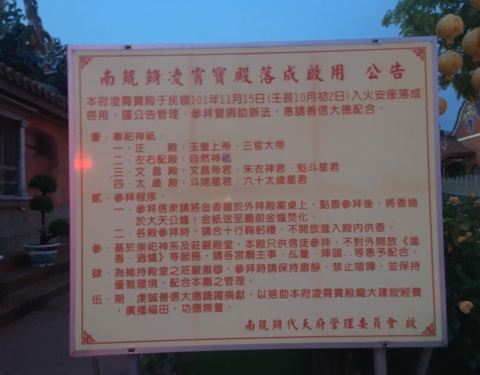 南鯤鯓凌霄寶殿落成啟用 公告
本府凌霄寶殿于民國101年11月15日(壬辰10月初2日)入火安座落成
啓用,謹公告管理、參拜暨捐助辦法,惠請善信大德配合。
壹、奉祀神祇:
一、正 殿:玉皇上帝、三官大帝
二、左右配殿:自然神祇
三、文昌 殿:文昌帝君、朱衣神君、魁斗星君
四、太歲 殿:斗姥星君、六十太歲星君
貳、參拜程序:
一、參拜信眾請將金香置於外拜殿案桌上,點香參拜後,將香插
於大天公爐,金紙送至廟前金爐焚化。
二、各殿參拜時,請合十行鞠躬禮,不開放進入殿內供香。
參、基於崇祀神系及莊嚴殿堂,本殿只供信徒參拜,不對外開放《進
香、過爐》等服務,請各宮廟主事、乩童、陣頭..等惠予配合。
肆、為維持殿堂之莊嚴肅穆,參拜時請保持肅靜,禁止喧嘩,並保持
優雅環境,配合本廟之管理。
伍、期 虔誠善信大德踴躍捐獻,以挹助本府凌霄寶殿龐大建設經費
,廣播福田,功德無量。
南鯤鯓代天府管理委員會 啟